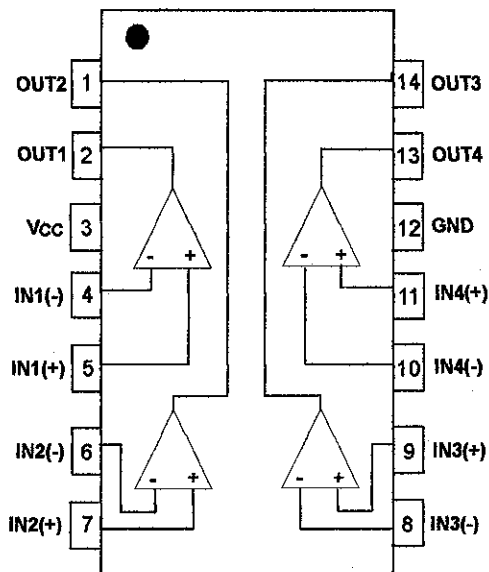 OUT2 1 14 OUT3
OUT1 2 13 OUT4
VCC 3 12 GND
- + - +
IN1(-) 4 11 IN4(+)
IN1(+) 5 10 IN4(-)
IN2(-) 6 9 IN3(+)
- + - +
IN2(+) 7 8 IN3(-)